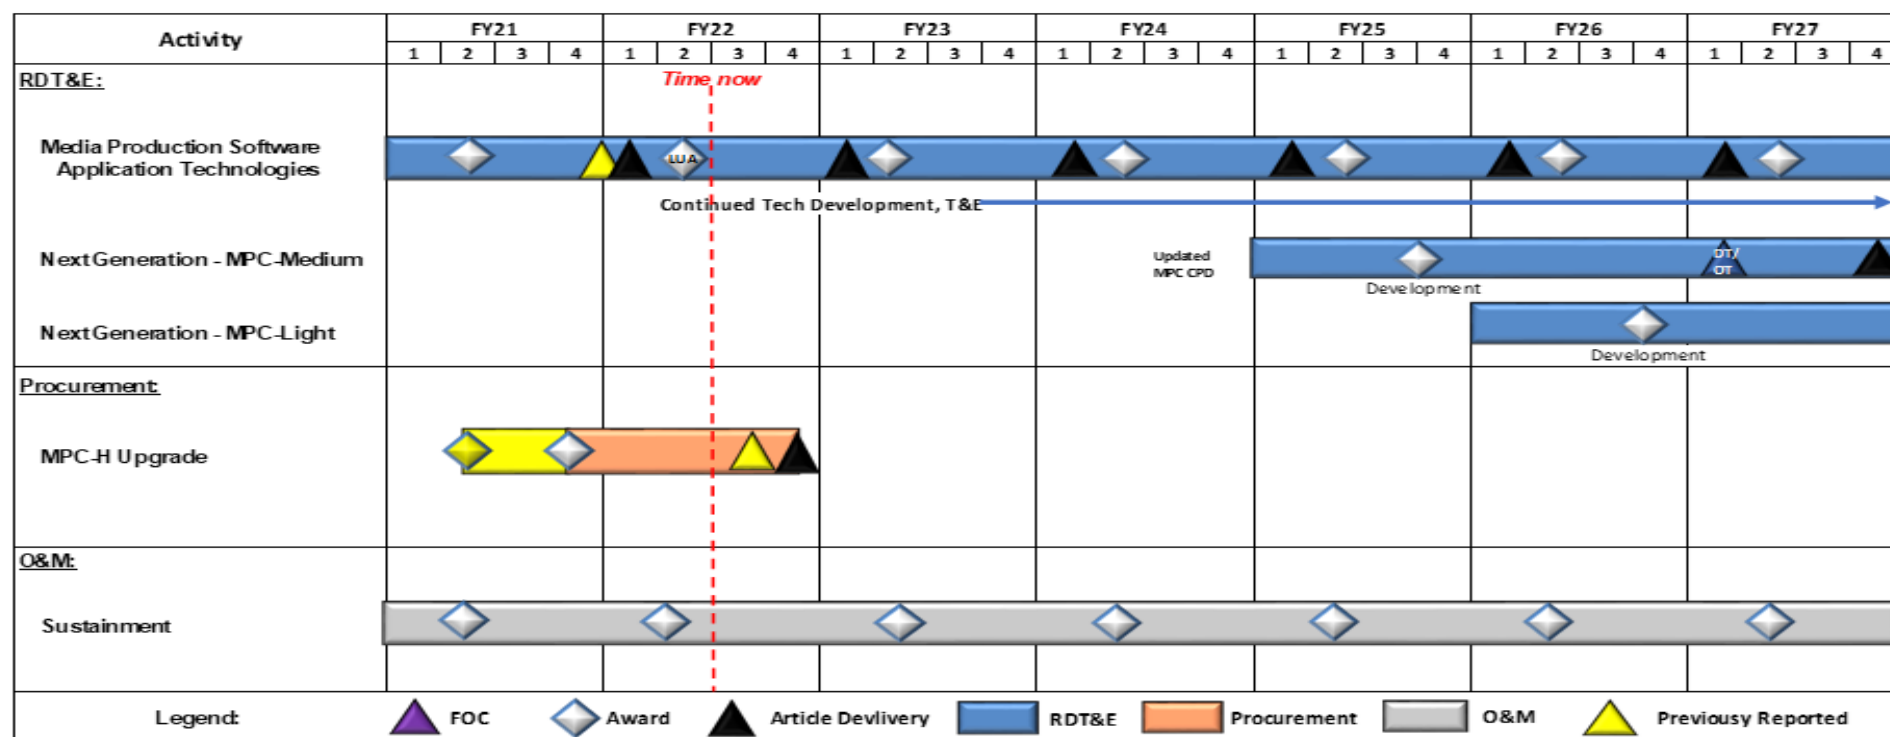 Activity FY21 FY22 FY23 FY24 FY25 FY26 FY27
1 2 3 4 1 2 3 4 1 2 3 4 1 2 3 4 1 2 3 4 1 2 3 4 1 2 3 4
RDT&E:
Time now
Media Production Software
Application Technologies
LUA
Continued Tech Development, T&E
Next Generation - MPC-Medium
Updated
MPC CPD
DT/
OT
Development
Next Generation - MPC-Light
Development
Procurement:
MPC-H Upgrade
O&M:
Sustainment
Legend: FOC Award Article Devlivery RDT&E Procurement O&M Previousy Reported